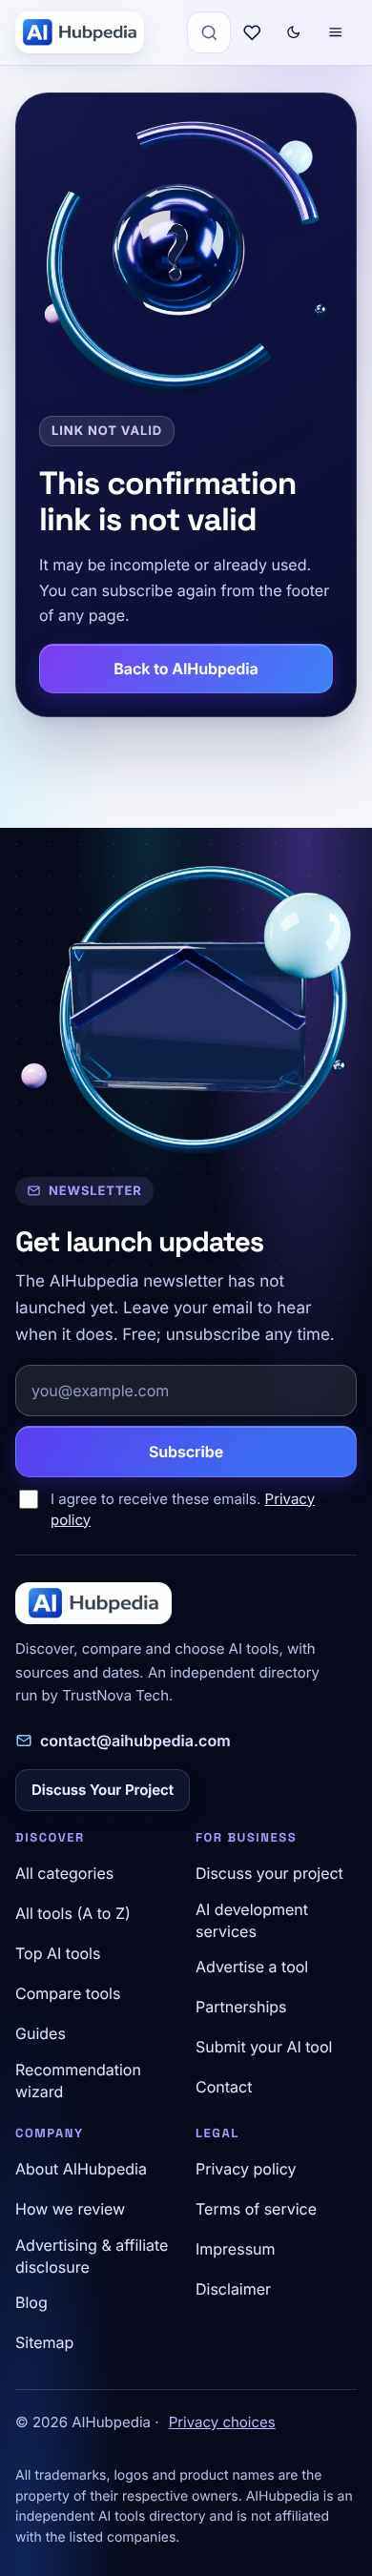 AI Hubpedia
?
LINK NOT VALID
This confirmation
link is not valid
It may be incomplete or already used.
You can subscribe again from the footer
of any page.
Back to AIHubpedia
NEWSLETTER
Get launch updates
The AIHubpedia newsletter has not
launched yet. Leave your email to hear
when it does. Free; unsubscribe any time.
you@example.com
Subscribe
I agree to receive these emails. Privacy
policy
AI Hubpedia
Discover, compare and choose AI tools, with
sources and dates. An independent directory
run by TrustNova Tech.
contact@aihubpedia.com
Discuss Your Project
DISCOVER
All categories
All tools (A to Z)
Top AI tools
Compare tools
Guides
Recommendation
wizard
FOR BUSINESS
Discuss your project
AI development
services
Advertise a tool
Partnerships
Submit your AI tool
Contact
COMPANY
About AIHubpedia
How we review
Advertising & affiliate
disclosure
Blog
Sitemap
LEGAL
Privacy policy
Terms of service
Impressum
Disclaimer
© 2026 AIHubpedia · Privacy choices
All trademarks, logos and product names are the
property of their respective owners. AIHubpedia is an
independent AI tools directory and is not affiliated
with the listed companies.